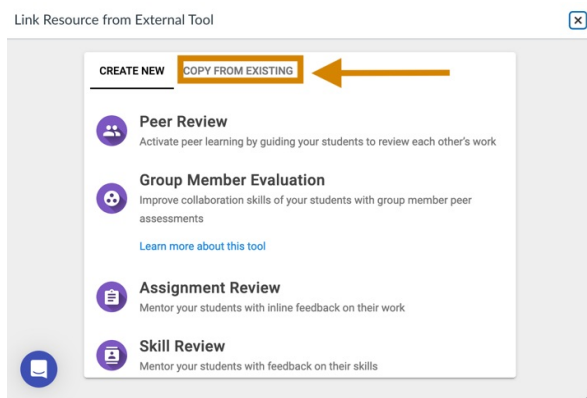 Link Resource from External Tool
CREATE NEW COPY FROM EXISTING
Peer Review
Activate peer learning by guiding your students to review each other's work
Group Member Evaluation
Improve collaboration skills of your students with group member peer
assessments
Learn more about this tool
Assignment Review
Mentor your students with inline feedback on their work
Skill Review
Mentor your students with feedback on their skills